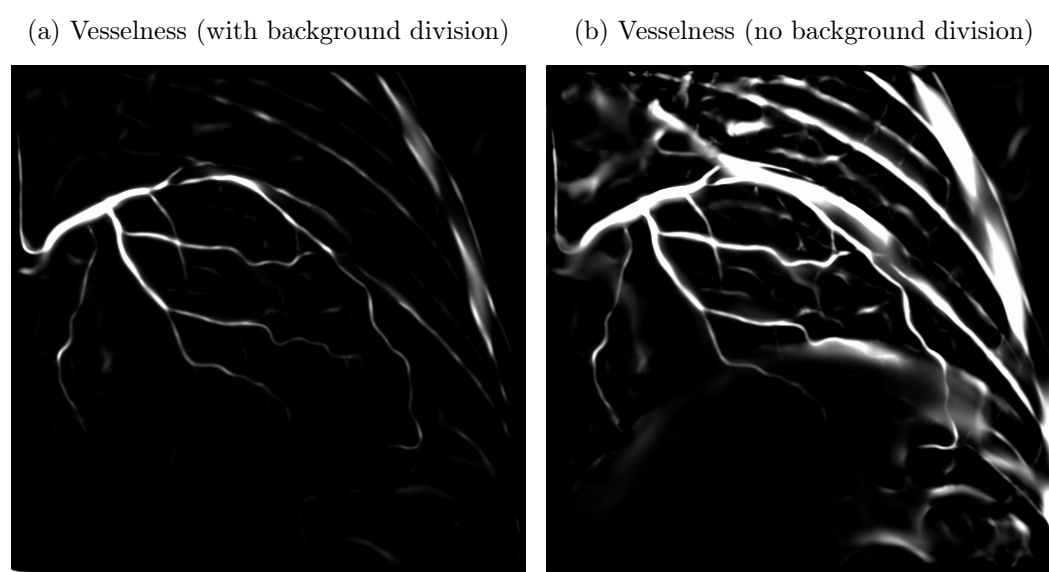 (a) Vesselness (with background division)
(b) Vesselness (no background division)